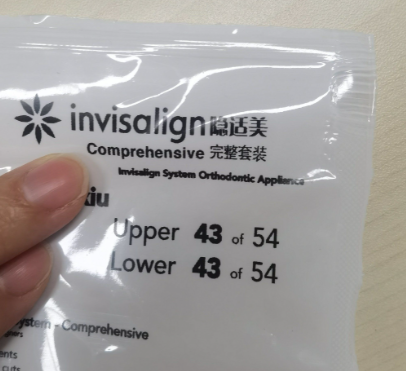 invisalign隐适美
Comprehensive 完整套装
Invisalign System Orthodontic Appliance
Upper 43 of 54
Lower 43 of 54
- Comprehensive
cuts